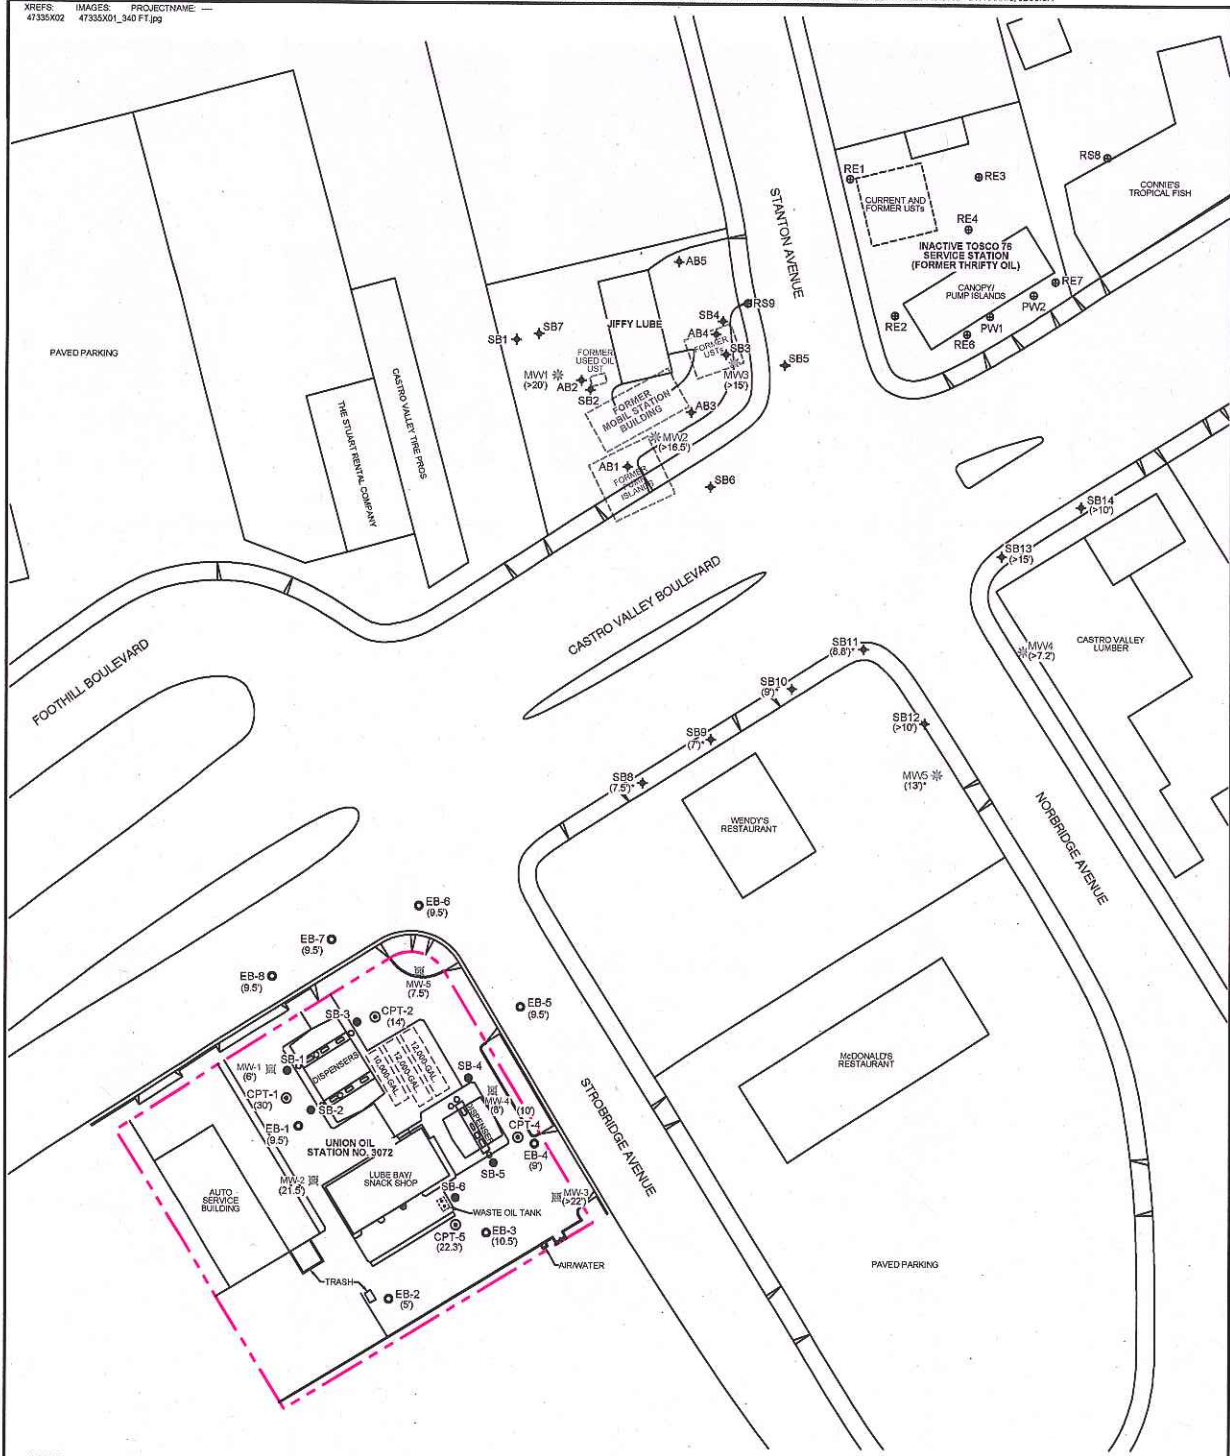 XREFS: IMAGES: PROJECTNAME: ----
47335X02 47335X01_340 FT.jpg
STANTON AVENUE
RE1
RE3
RS8
CURRENT AND
FORMER USTs
CONNIE'S
TROPICAL FISH
RE4
INACTIVE TOSCO 76
SERVICE STATION
(FORMER THRIFTY OIL)
CANOPY/
PUMP ISLANDS
RE7
PW2
RE2
PW1
RE6
AB5
RS9
JIFFY LUBE
SB4
AB4
FORMER
USTs
SB3
SB7
SB1
SB5
MW3
(>15')
FORMER
USED OIL
UST
MW1
(>20')
AB2
SB2
FORMER
MOBIL STATION
BUILDING
AB3
MW2
(>16.5')
AB1
FORMER
PUMP
ISLANDS
SB6
PAVED PARKING
CASTRO VALLEY TIRE PROS
THE STUART RENTAL COMPANY
SB14
(>10')
SB13
(>15')
CASTRO VALLEY BOULEVARD
FOOTHILL BOULEVARD
MW4
(>7.2')
CASTRO VALLEY
LUMBER
SB11
(8.8')*
SB10
(9')*
SB12
(>10')
SB9
(7')*
SB8
(7.5')*
MW5
(13')*
WENDY'S
RESTAURANT
NORBRIDGE AVENUE
EB-6
(9.5')
EB-7
(9.5')
EB-8
(9.5')
MW-5
(7.5')
EB-5
(9.5')
SB-3
CPT-2
(14')
MW-1
(6')
SB-1
DISPENSERS
10,000-GAL.
12,000-GAL.
12,000-GAL.
SB-4
CPT-1
(30')
SB-2
MW-4
(8')
(10')
CPT-4
EB-1
(9.5')
DISPENSER
EB-4
(9')
UNION OIL
STATION NO. 3072
SB-5
McDONALD'S
RESTAURANT
STROBRIDGE AVENUE
MW-2
(21.5')
LUBE BAY/
SNACK SHOP
AUTO
SERVICE
BUILDING
SB-6
MW-3
(>22')
WASTE OIL TANK
CPT-5
(22.3')
EB-3
(10.5')
AIR/WATER
TRASH
EB-2
(5')
PAVED PARKING